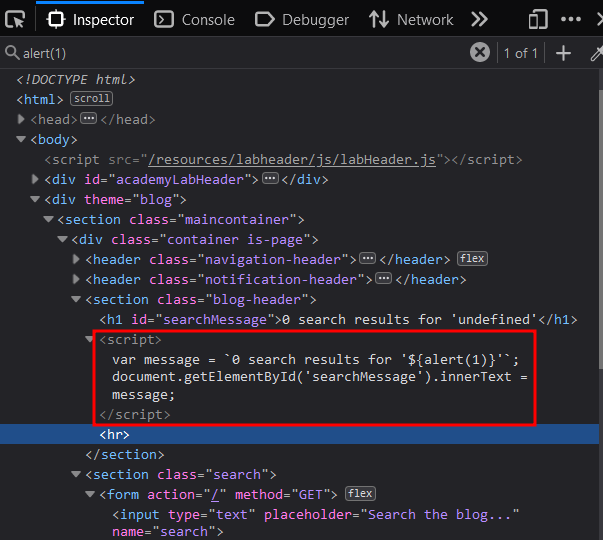 Inspector Console Debugger Network
alert(1) 1 of 1
<!DOCTYPE html>
<html> scroll
<head> ••• </head>
<body>
<script src="/resources/labheader/js/labHeader.js"></script>
<div id="academyLabHeader"> ••• </div>
<div theme="blog">
<section class="maincontainer">
<div class="container is-page">
<header class="navigation-header"> ••• </header> flex
<header class="notification-header"> ••• </header>
<section class="blog-header">
<h1 id="searchMessage">0 search results for 'undefined'</h1>
<script>
var message = `0 search results for '${alert(1)}'`;
document.getElementById('searchMessage').innerText =
message;
</script>
<hr>
</section>
<section class="search">
<form action="/" method="GET"> flex
<input type="text" placeholder="Search the blog..."
name="search">